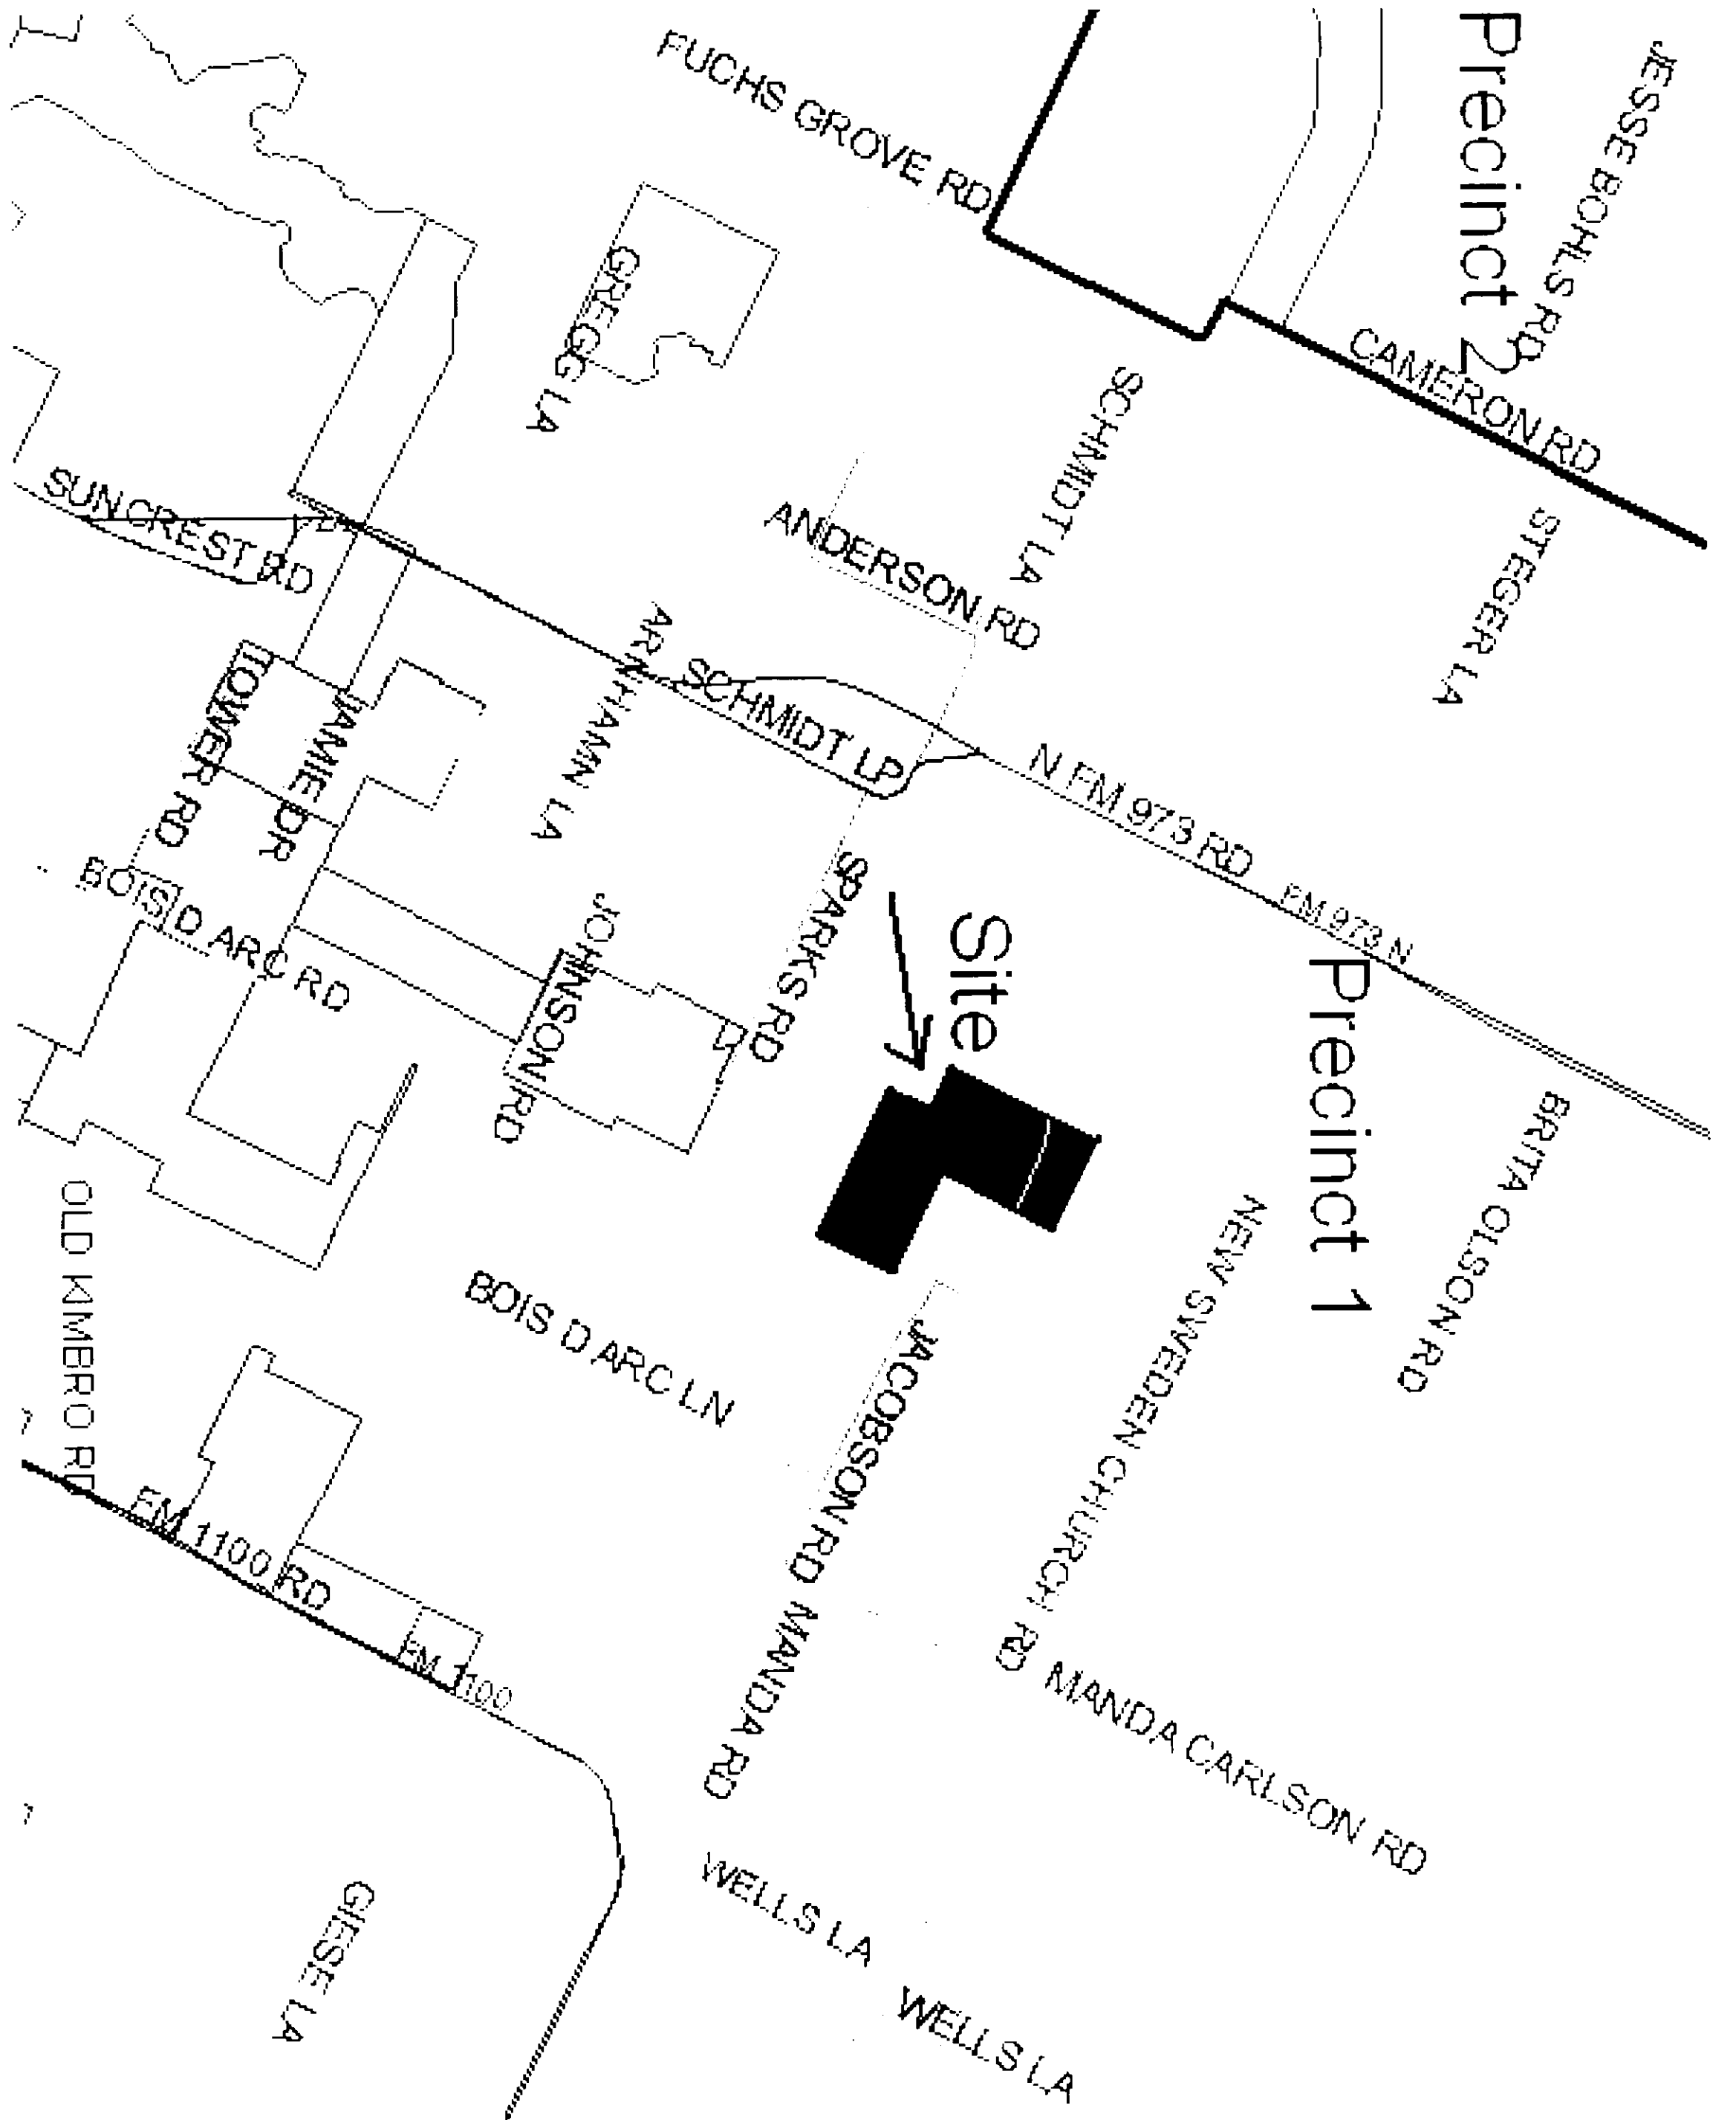 JESSE BOHLS RD
Precinct 2
FUCHS GROVE RD
CAMERON RD
GREGG LA
SCHMIDT LA
STEGER LA
SUNCREST RD
ANDERSON RD
ARNHAMN LA
SCHMIDT LP
TOWER RD
JAMIE DR
N FM 973 RD
FM 973 N
BOIS D ARC RD
JOHNSON RD
SPARKS RD
Site
Precinct 1
BRITA OLSON RD
OLD KIMBRO RD
NEW SWEDEN CHURCH RD
BOIS D ARC LN
JACOBSON RD
MANDA RD
FM 1100 RD
FM 1100
MANDA CARLSON RD
WELLS LA
WELLS LA
GIESE LA